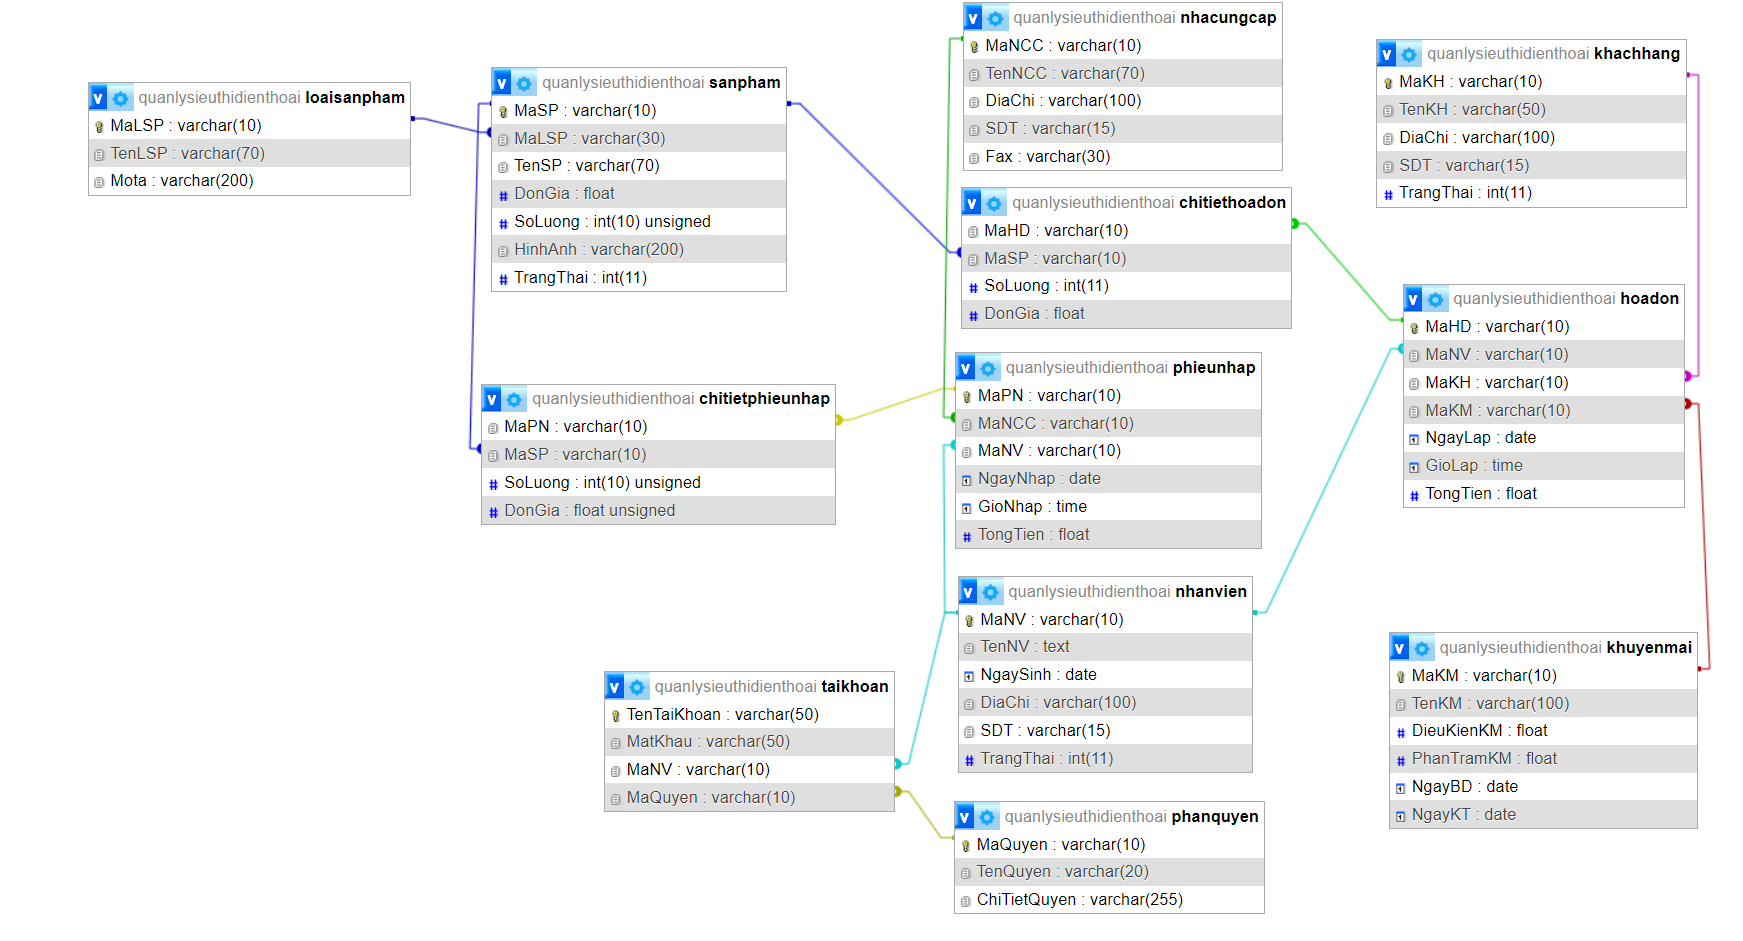 quanlysieuthidienthoai loaisanpham
MaLSP : varchar(10)
TenLSP : varchar(70)
Mota : varchar(200)
quanlysieuthidienthoai sanpham
MaSP : varchar(10)
MaLSP : varchar(30)
TenSP : varchar(70)
DonGia : float
SoLuong : int(10) unsigned
HinhAnh : varchar(200)
TrangThai : int(11)
quanlysieuthidienthoai nhacungcap
MaNCC : varchar(10)
TenNCC : varchar(70)
DiaChi : varchar(100)
SDT : varchar(15)
Fax : varchar(30)
quanlysieuthidienthoai khachhang
MaKH : varchar(10)
TenKH : varchar(50)
DiaChi : varchar(100)
SDT : varchar(15)
TrangThai : int(11)
quanlysieuthidienthoai chitiethoadon
MaHD : varchar(10)
MaSP : varchar(10)
SoLuong : int(11)
DonGia : float
quanlysieuthidienthoai hoadon
MaHD : varchar(10)
MaNV : varchar(10)
MaKH : varchar(10)
MaKM : varchar(10)
NgayLap : date
GioLap : time
TongTien : float
quanlysieuthidienthoai chitietphieunhap
MaPN : varchar(10)
MaSP : varchar(10)
SoLuong : int(10) unsigned
DonGia : float unsigned
quanlysieuthidienthoai phieunhap
MaPN : varchar(10)
MaNCC : varchar(10)
MaNV : varchar(10)
NgayNhap : date
GioNhap : time
TongTien : float
quanlysieuthidienthoai nhanvien
MaNV : varchar(10)
TenNV : text
NgaySinh : date
DiaChi : varchar(100)
SDT : varchar(15)
TrangThai : int(11)
quanlysieuthidienthoai khuyenmai
MaKM : varchar(10)
TenKM : varchar(100)
DieuKienKM : float
PhanTramKM : float
NgayBD : date
NgayKT : date
quanlysieuthidienthoai taikhoan
TenTaiKhoan : varchar(50)
MatKhau : varchar(50)
MaNV : varchar(10)
MaQuyen : varchar(10)
quanlysieuthidienthoai phanquyen
MaQuyen : varchar(10)
TenQuyen : varchar(20)
ChiTietQuyen : varchar(255)